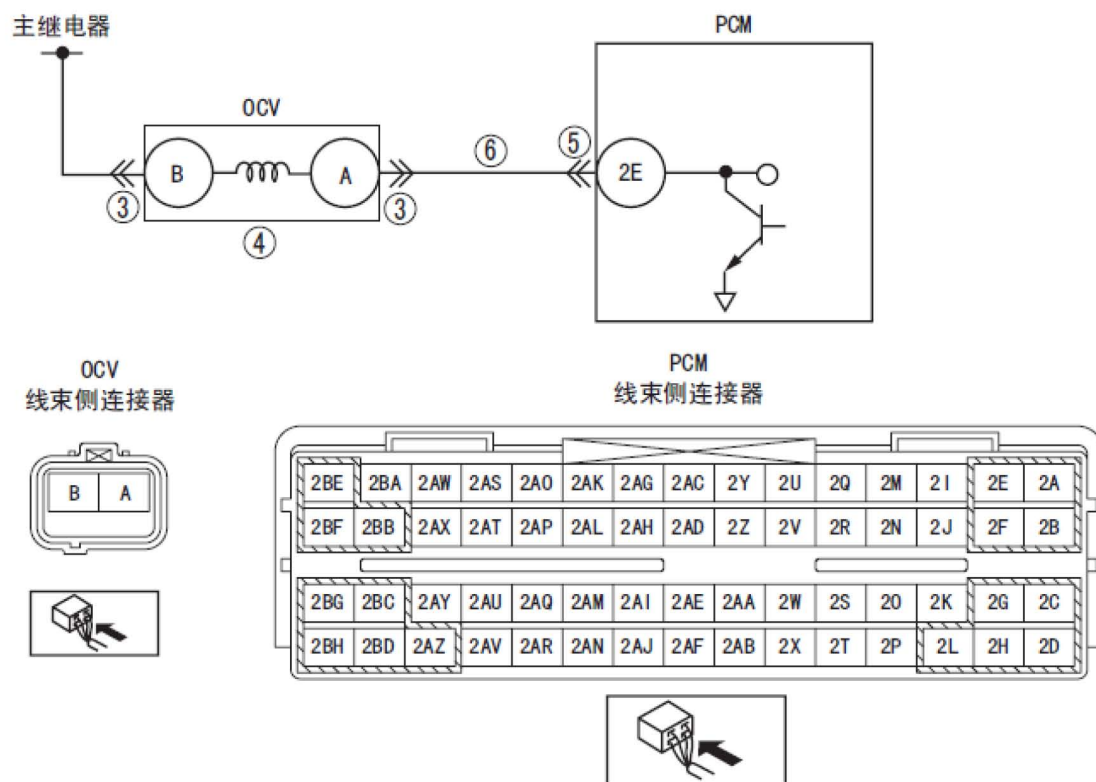 主继电器
PCM
OCV
B
A
2E
③
③
④
⑥
⑤
OCV
线束侧连接器
B A
PCM
线束侧连接器
2BE 2BA 2AW 2AS 2AO 2AK 2AG 2AC 2Y 2U 2Q 2M 2I 2E 2A
2BF 2BB 2AX 2AT 2AP 2AL 2AH 2AD 2Z 2V 2R 2N 2J 2F 2B
2BG 2BC 2AY 2AU 2AQ 2AM 2AI 2AE 2AA 2W 2S 2O 2K 2G 2C
2BH 2BD 2AZ 2AV 2AR 2AN 2AJ 2AF 2AB 2X 2T 2P 2L 2H 2D